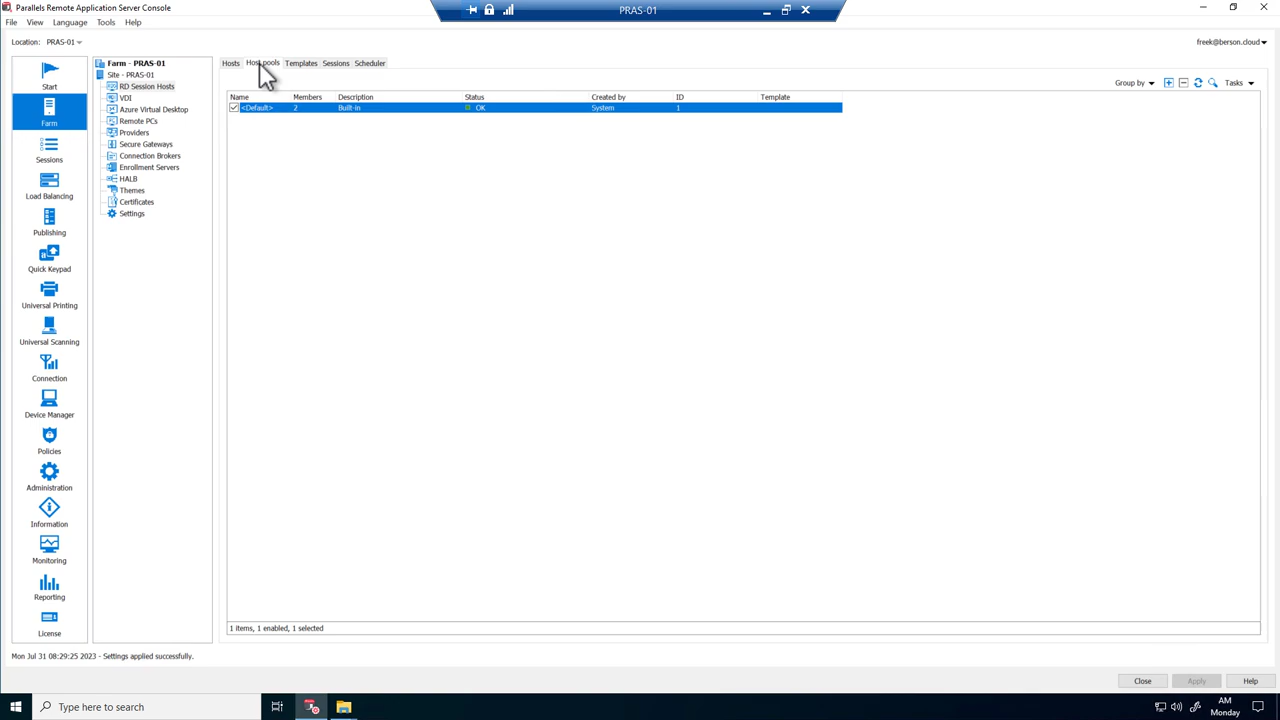 Parallels Remote Application Server Console
PRAS-01
File View Language Tools Help
Location: PRAS-01
freek@berson.cloud
Start
Farm
Sessions
Load Balancing
Publishing
Quick Keypad
Universal Printing
Universal Scanning
Connection
Device Manager
Policies
Administration
Information
Monitoring
Reporting
License
Farm - PRAS-01
Site - PRAS-01
RD Session Hosts
VDI
Azure Virtual Desktop
Remote PCs
Providers
Secure Gateways
Connection Brokers
Enrollment Servers
HALB
Themes
Certificates
Settings
Hosts Host pools Templates Sessions Scheduler
Group by Tasks
Name Members Description Status Created by ID Template
<Default> 2 Built-in OK System 1
1 items, 1 enabled, 1 selected
Mon Jul 31 08:29:25 2023 - Settings applied successfully.
Close Apply Help
Type here to search
AM
Monday